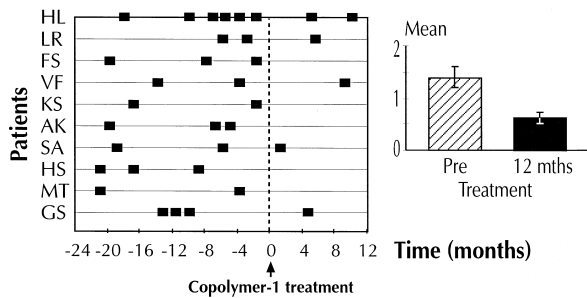 HL
LR
FS
VF
KS
AK
SA
HS
MT
GS
Patients
-24 -20 -16 -12 -8 -4 0 4 8 12
Time (months)
Copolymer-1 treatment
Mean
2
1
0
Pre 12 mths
Treatment